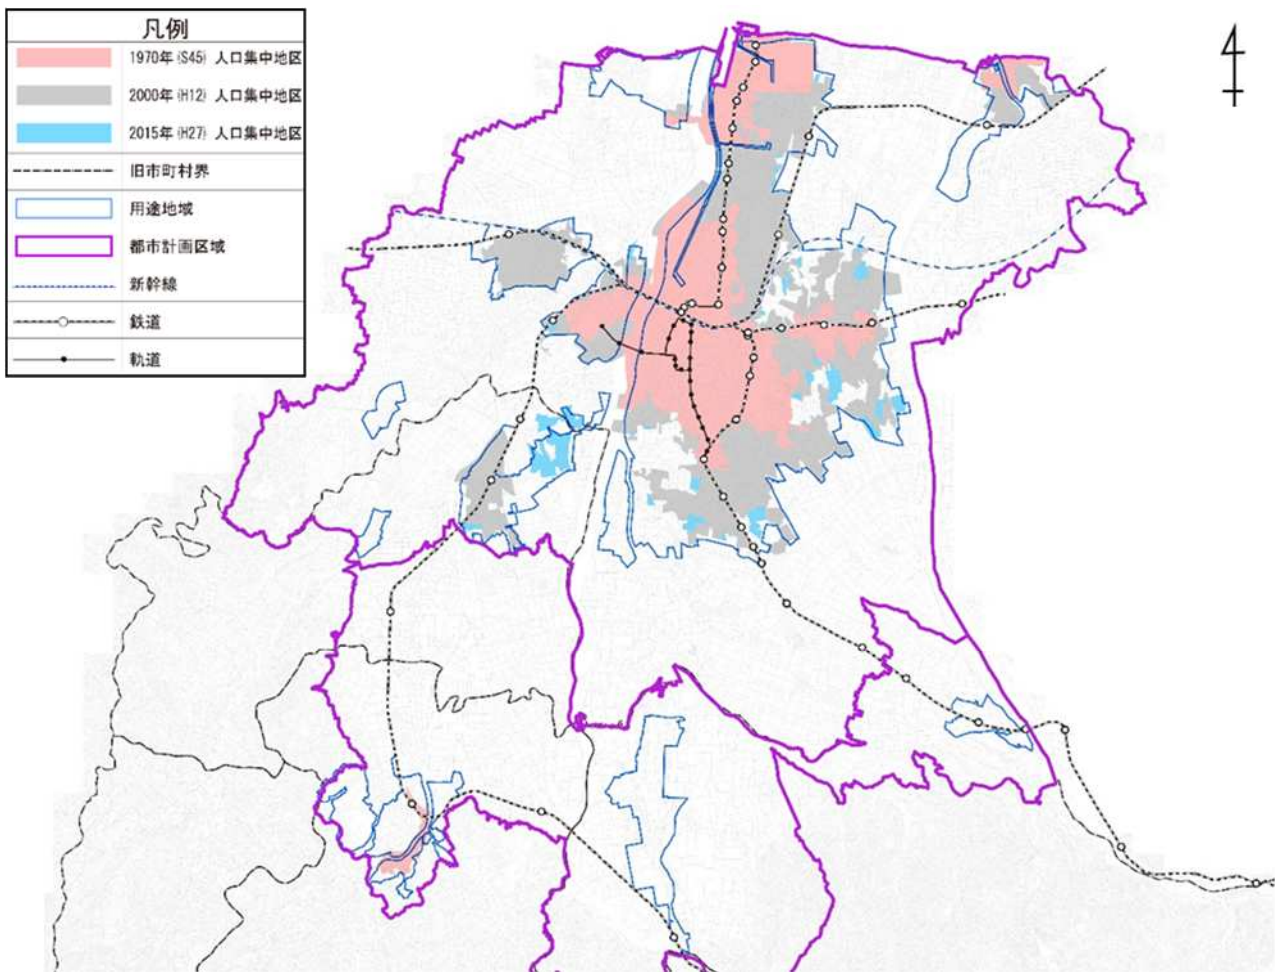 凡例
1970年(S45) 人口集中地区
2000年(H12) 人口集中地区
2015年(H27) 人口集中地区
旧市町村界
用途地域
都市計画区域
新幹線
鉄道
軌道